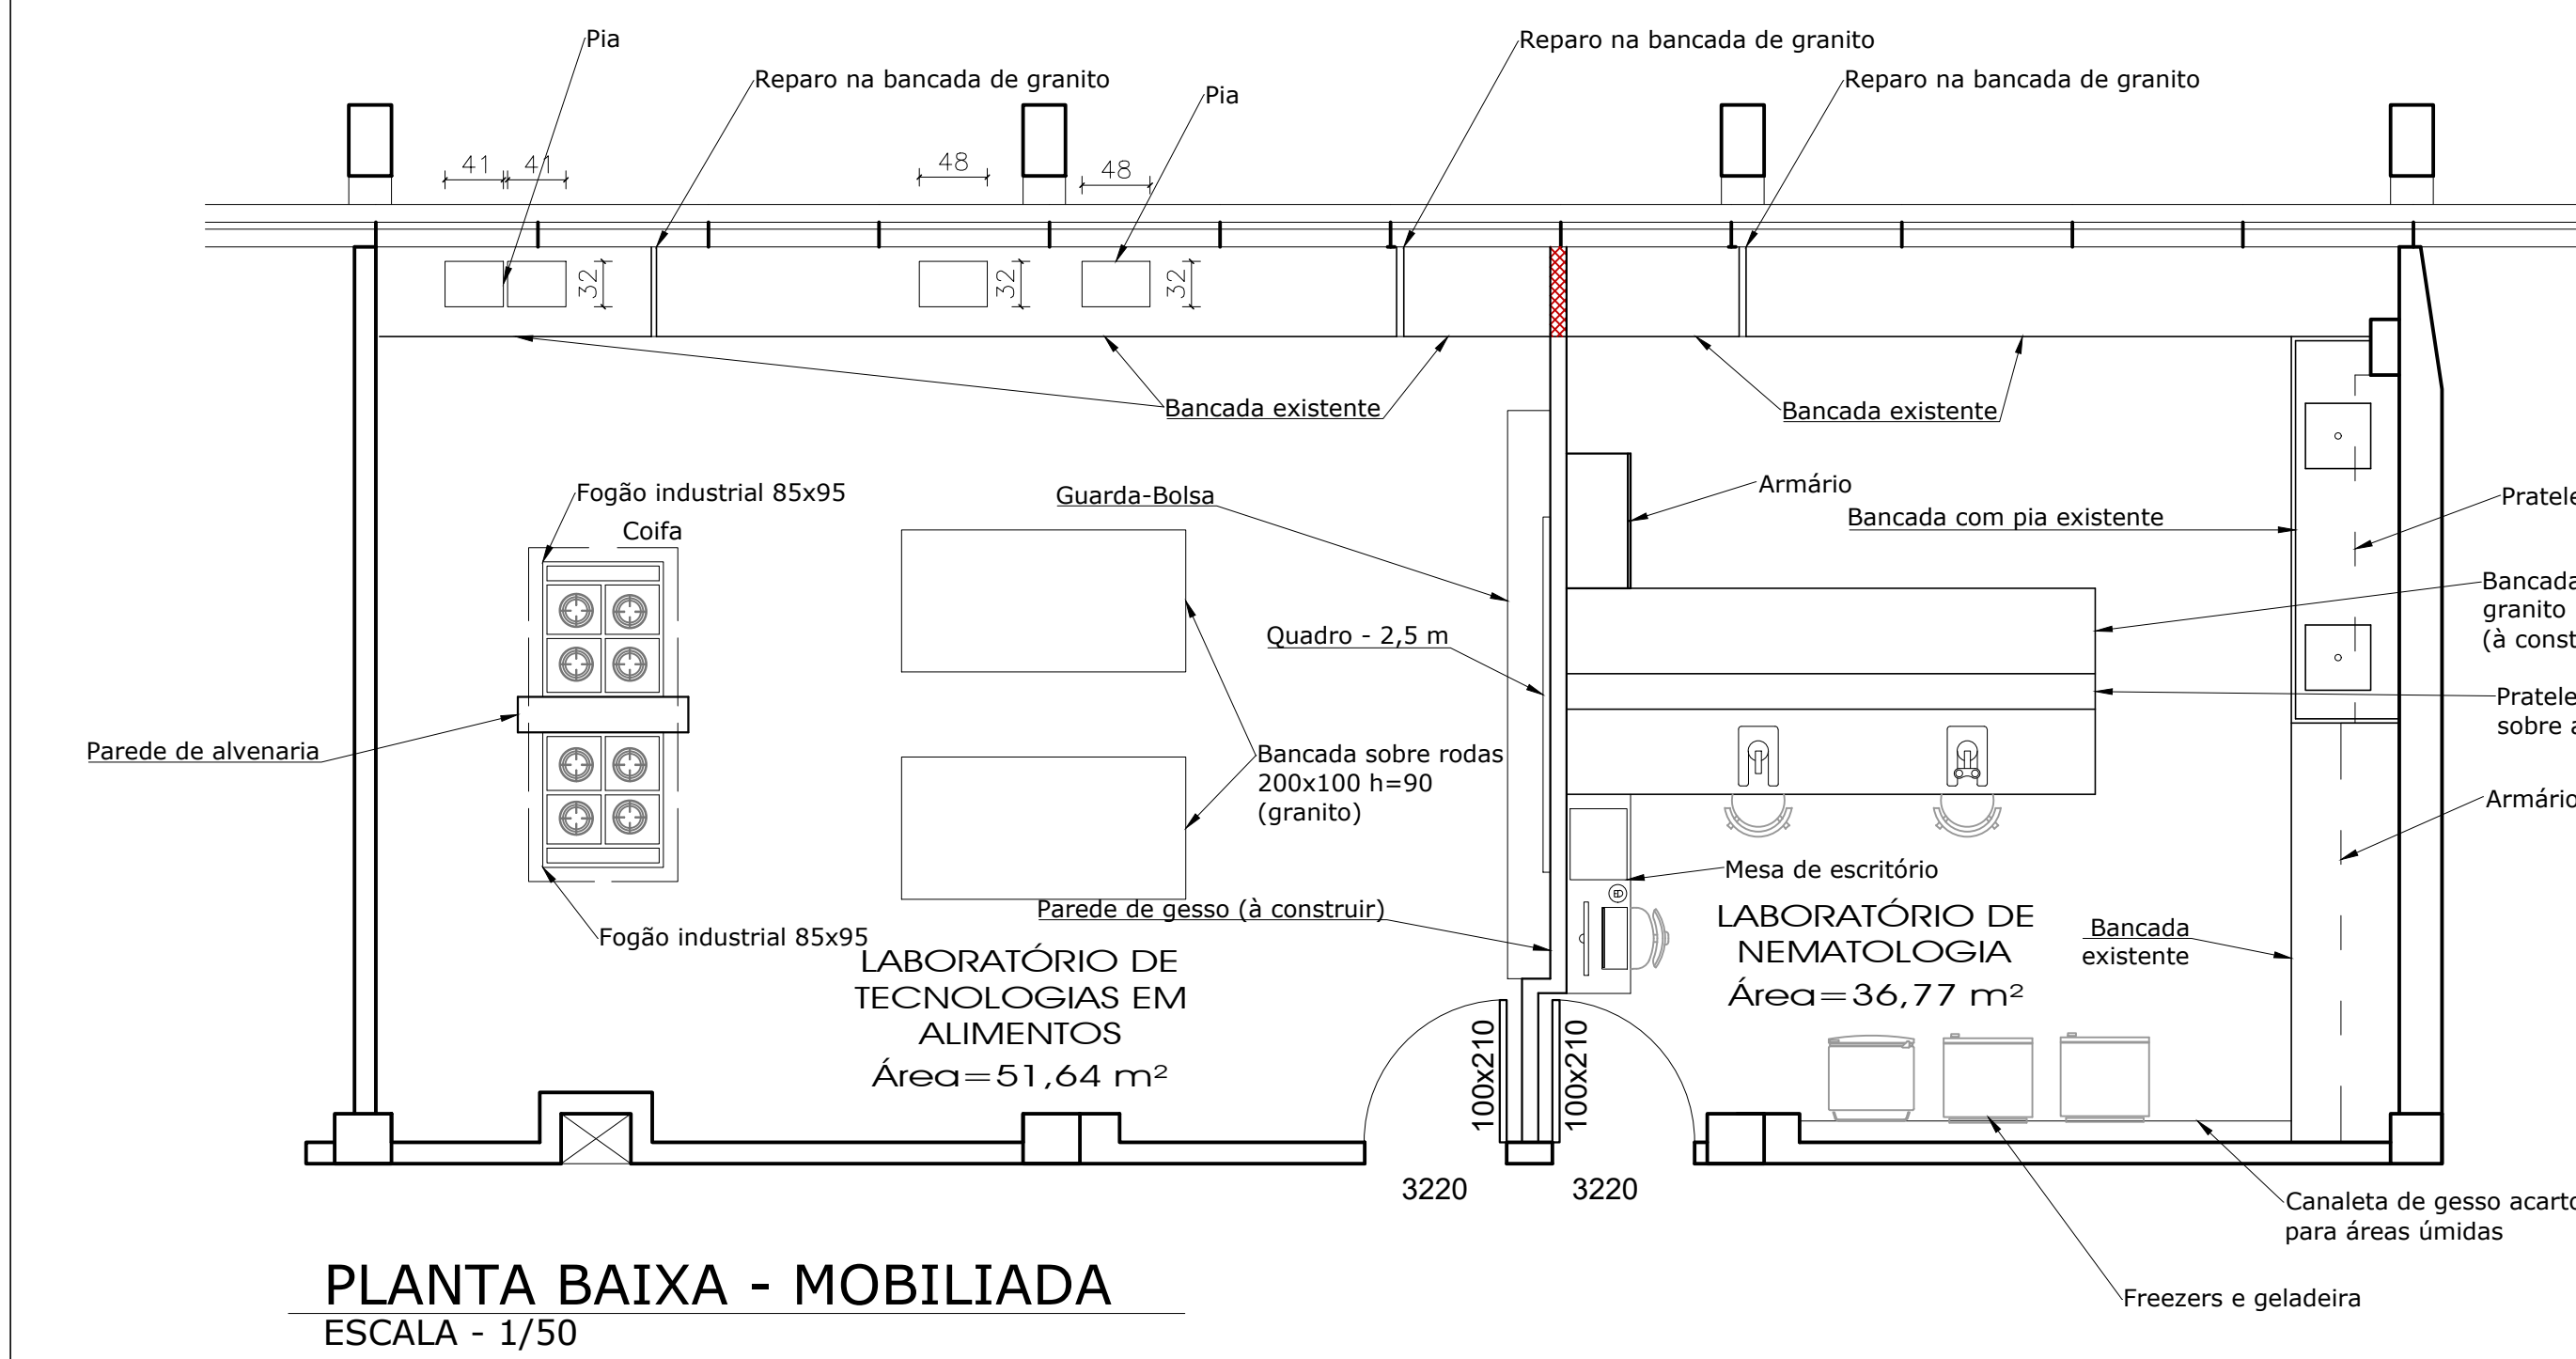 Pia
Reparo na bancada de granito
Reparo na bancada de granito
Reparo na bancada de granito
Pia
41
41
48
48
32
32
32
Bancada existente
Bancada existente
Fogão industrial 85x95
Coifa
Guarda-Bolsa
Armário
Bancada com pia existente
Pratele
Bancada
granito
(à const
Quadro - 2,5 m
Pratele
sobre a
Parede de alvenaria
Bancada sobre rodas
200x100 h=90
(granito)
Armário
Mesa de escritório
Parede de gesso (à construir)
Fogão industrial 85x95
LABORATÓRIO DE
TECNOLOGIAS EM
ALIMENTOS
Área=51,64 m²
LABORATÓRIO DE
NEMATOLOGIA
Área=36,77 m²
Bancada
existente
100x210
100x210
3220
3220
Canaleta de gesso acarto
para áreas úmidas
Freezers e geladeira
PLANTA BAIXA - MOBILIADA
ESCALA - 1/50